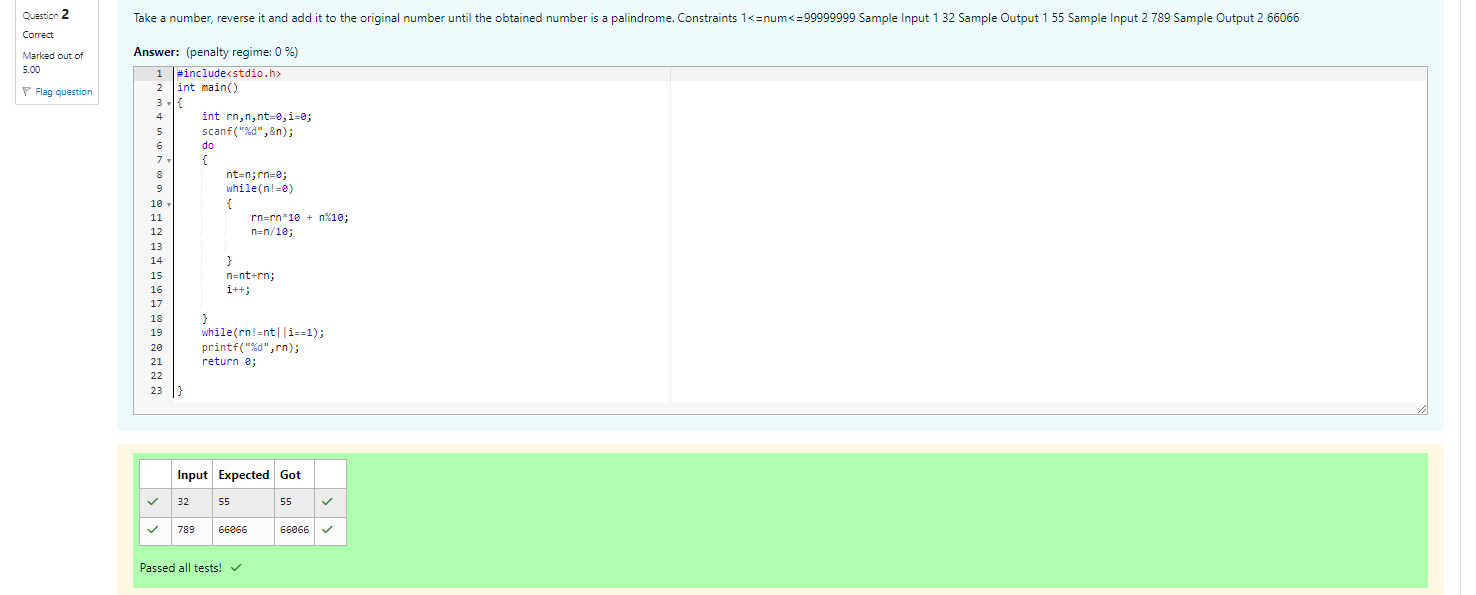 Question 2
Correct
Marked out of
5.00
Flag question
Take a number, reverse it and add it to the original number until the obtained number is a palindrome. Constraints 1<=num<=99999999 Sample Input 1 32 Sample Output 1 55 Sample Input 2 789 Sample Output 2 66066
Answer: (penalty regime: 0 %)
1 #include<stdio.h>
2 int main()
3 {
4 int rn,n,nt=0,i=0;
5 scanf("%d",&n);
6 do
7 {
8 nt=n;rn=0;
9 while(n!=0)
10 {
11 rn=rn*10 + n%10;
12 n=n/10;
13
14 }
15 n=nt+rn;
16 i++;
17
18 }
19 while(rn!=nt||i==1);
20 printf("%d",rn);
21 return 0;
22
23 }
Input Expected Got
32 55 55
789 66066 66066
Passed all tests!